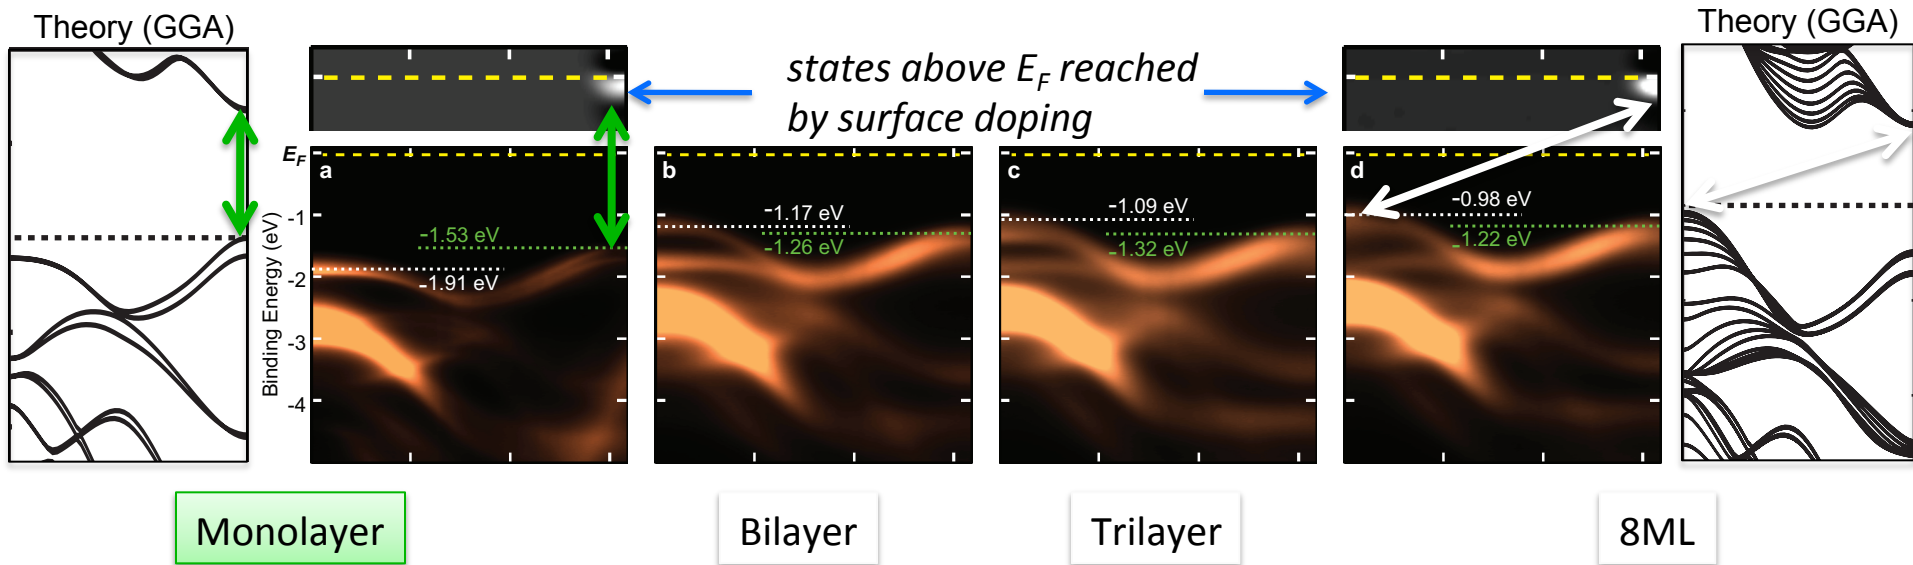 Theory (GGA)
states above E_F reached
by surface doping
Theory (GGA)
E_F
Binding Energy (eV)
-1
-2
-3
-4
a
-1.53 eV
-1.91 eV
b
-1.17 eV
-1.26 eV
c
-1.09 eV
-1.32 eV
d
-0.98 eV
-1.22 eV
Monolayer
Bilayer
Trilayer
8ML